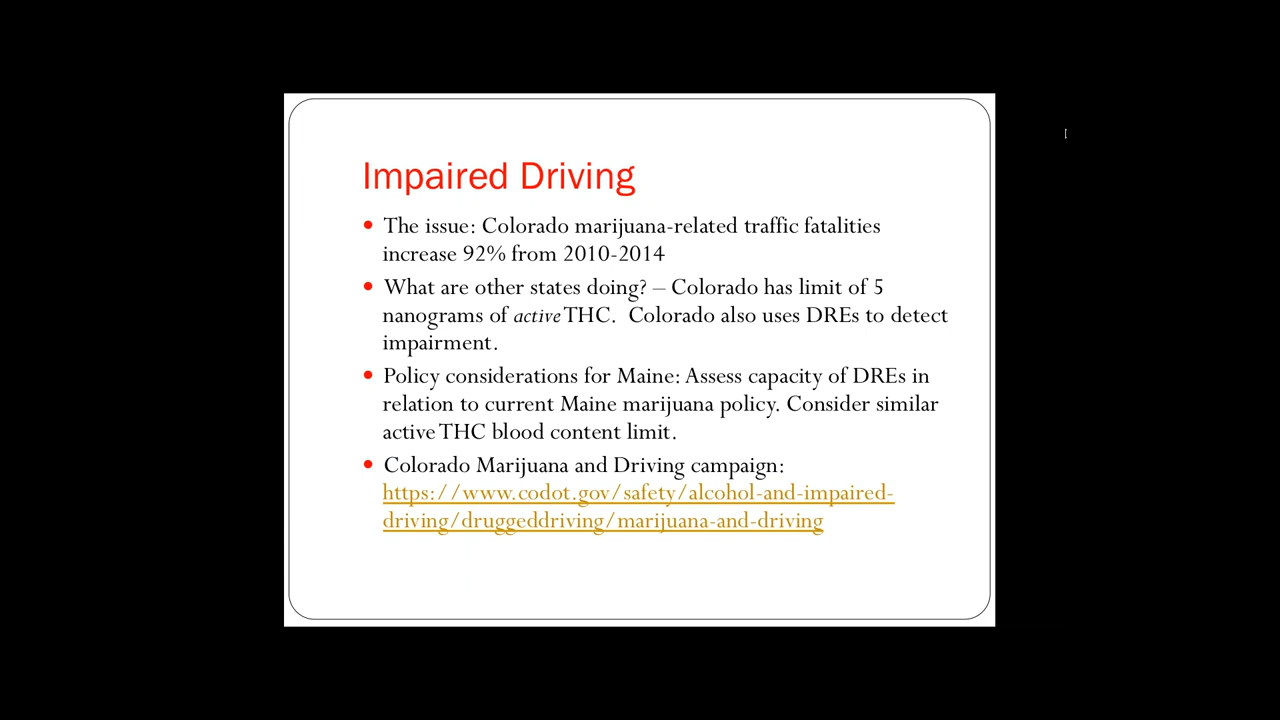 Impaired Driving
• The issue: Colorado marijuana-related traffic fatalities
increase 92% from 2010-2014
• What are other states doing? – Colorado has limit of 5
nanograms of active THC.  Colorado also uses DREs to detect
impairment.
• Policy considerations for Maine: Assess capacity of DREs in
relation to current Maine marijuana policy. Consider similar
active THC blood content limit.
• Colorado Marijuana and Driving campaign:
https://www.codot.gov/safety/alcohol-and-impaired-
driving/druggeddriving/marijuana-and-driving